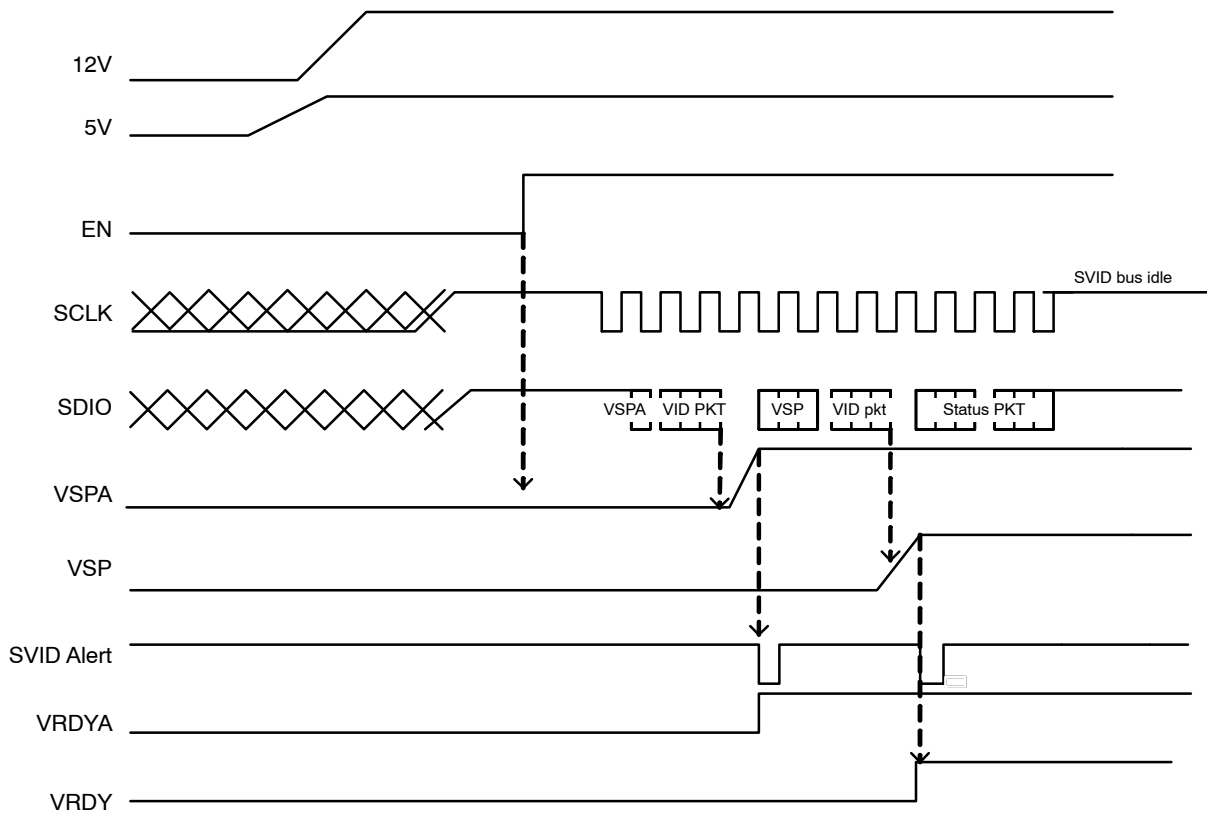 12V
5V
EN
SCLK
SVID bus idle
SDIO
VSPA
VID PKT
VSP
VID pkt
Status PKT
VSPA
VSP
SVID Alert
VRDYA
VRDY